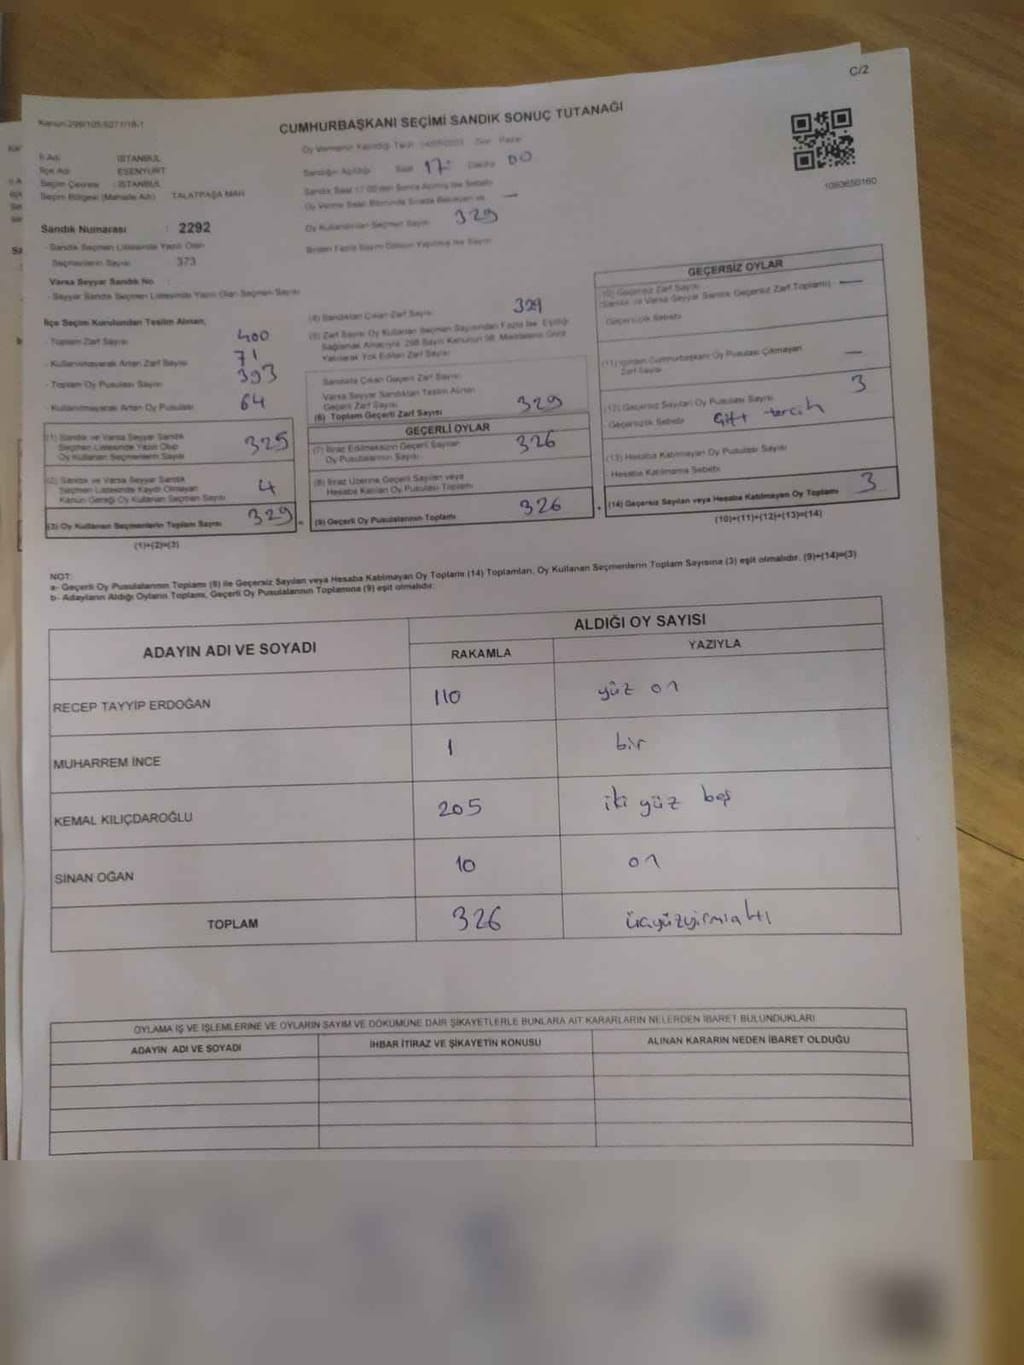 C/2
Kanun:298/105-6271/18-1
CUMHURBAŞKANI SEÇİMİ SANDIK SONUÇ TUTANAĞI
Oy Vermenin Yapıldığı Tarih 14/05/2023 Gün Pazar
İl Adı : İSTANBUL
İlçe Adı : ESENYURT
Seçim Çevresi : İSTANBUL
Seçim Bölgesi (Mahalle Adı) : TALATPAŞA MAH
Sandığın Açıldığı Saat 17: Dakika 00
Sandık Saat 17:00'den Sonra Açılmış İse Sebebi
Oy Verme Saati Bitiminde Sırada Bekleyen ve —
Oy Kullandırılan Seçmen Sayısı 329
Birden Fazla Sayım Döküm Yapılmış İse Sayısı
1093650160
Sandık Numarası : 2292
- Sandık Seçmen Listesinde Yazılı Olan
Seçmenlerin Sayısı : 373
Varsa Seyyar Sandık No :
- Seyyar Sandık Seçmen Listesinde Yazılı Olan Seçmen Sayısı
İlçe Seçim Kurulundan Teslim Alınan;
- Toplam Zarf Sayısı 400
- Kullanılmayarak Artan Zarf Sayısı 71
- Toplam Oy Pusulası Sayısı 393
- Kullanılmayarak Artan Oy Pusulası 64
(1) Sandık ve Varsa Seyyar Sandık
Seçmen Listesinde Yazılı Olup
Oy Kullanan Seçmenlerin Sayısı 325
(2) Sandık ve Varsa Seyyar Sandık
Seçmen Listesinde Kaydı Olmayan
Kanun Gereği Oy Kullanan Seçmen Sayısı 4
(3) Oy Kullanan Seçmenlerin Toplam Sayısı 329
(1)+(2)=(3)
(4) Sandıktan Çıkan Zarf Sayısı 329
(5) Zarf Sayısı Oy Kullanan Seçmen Sayısından Fazla İse, Eşitliği
Sağlamak Amacıyla, 298 Sayılı Kanunun 98. Maddesine Göre
Yakılarak Yok Edilen Zarf Sayısı
Sandıkta Çıkan Geçerli Zarf Sayısı
Varsa Seyyar Sandıktan Teslim Alınan
Geçerli Zarf Sayısı
(6) Toplam Geçerli Zarf Sayısı 329
GEÇERLİ OYLAR
(7) İtiraz Edilmeksizin Geçerli Sayılan
Oy Pusulasının Sayısı 326
(8) İtiraz Üzerine Geçerli Sayılan veya
Hesaba Katılan Oy Pusulası Toplamı
(9) Geçerli Oy Pusulalarının Toplamı 326
GEÇERSİZ OYLAR
(10) Geçersiz Zarf Sayısı
(Sandık ve Varsa Seyyar Sandık Geçersiz Zarf Toplamı) —
Geçersizlik Sebebi
(11) İçinden Cumhurbaşkanı Oy Pusulası Çıkmayan
Zarf Sayısı —
(12) Geçersiz Sayılan Oy Pusulası Sayısı 3
Geçersizlik Sebebi Çift tercih
(13) Hesaba Katılmayan Oy Pusulası Sayısı
Hesaba Katılmama Sebebi
(14) Geçersiz Sayılan veya Hesaba Katılmayan Oy Toplamı 3
(10)+(11)+(12)+(13)=(14)
NOT:
a- Geçerli Oy Pusulalarının Toplamı (9) ile Geçersiz Sayılan veya Hesaba Katılmayan Oy Toplamı (14) Toplamları, Oy Kullanan Seçmenlerin Toplam Sayısına (3) eşit olmalıdır. (9)+(14)=(3)
b- Adayların Aldığı Oyların Toplamı, Geçerli Oy Pusulalarının Toplamına (9) eşit olmalıdır.
ADAYIN ADI VE SOYADI
ALDIĞI OY SAYISI
RAKAMLA YAZIYLA
RECEP TAYYİP ERDOĞAN 110 yüz on
MUHARREM İNCE 1 bir
KEMAL KILIÇDAROĞLU 205 iki yüz beş
SİNAN OĞAN 10 on
TOPLAM 326 üçyüzyirmialtı
OYLAMA İŞ VE İŞLEMLERİNE VE OYLARIN SAYIM VE DÖKÜMÜNE DAİR ŞİKAYETLERLE BUNLARA AİT KARARLARIN NELERDEN İBARET BULUNDUKLARI
ADAYIN ADI VE SOYADI İHBAR İTİRAZ VE ŞİKAYETİN KONUSU ALINAN KARARIN NEDEN İBARET OLDUĞU